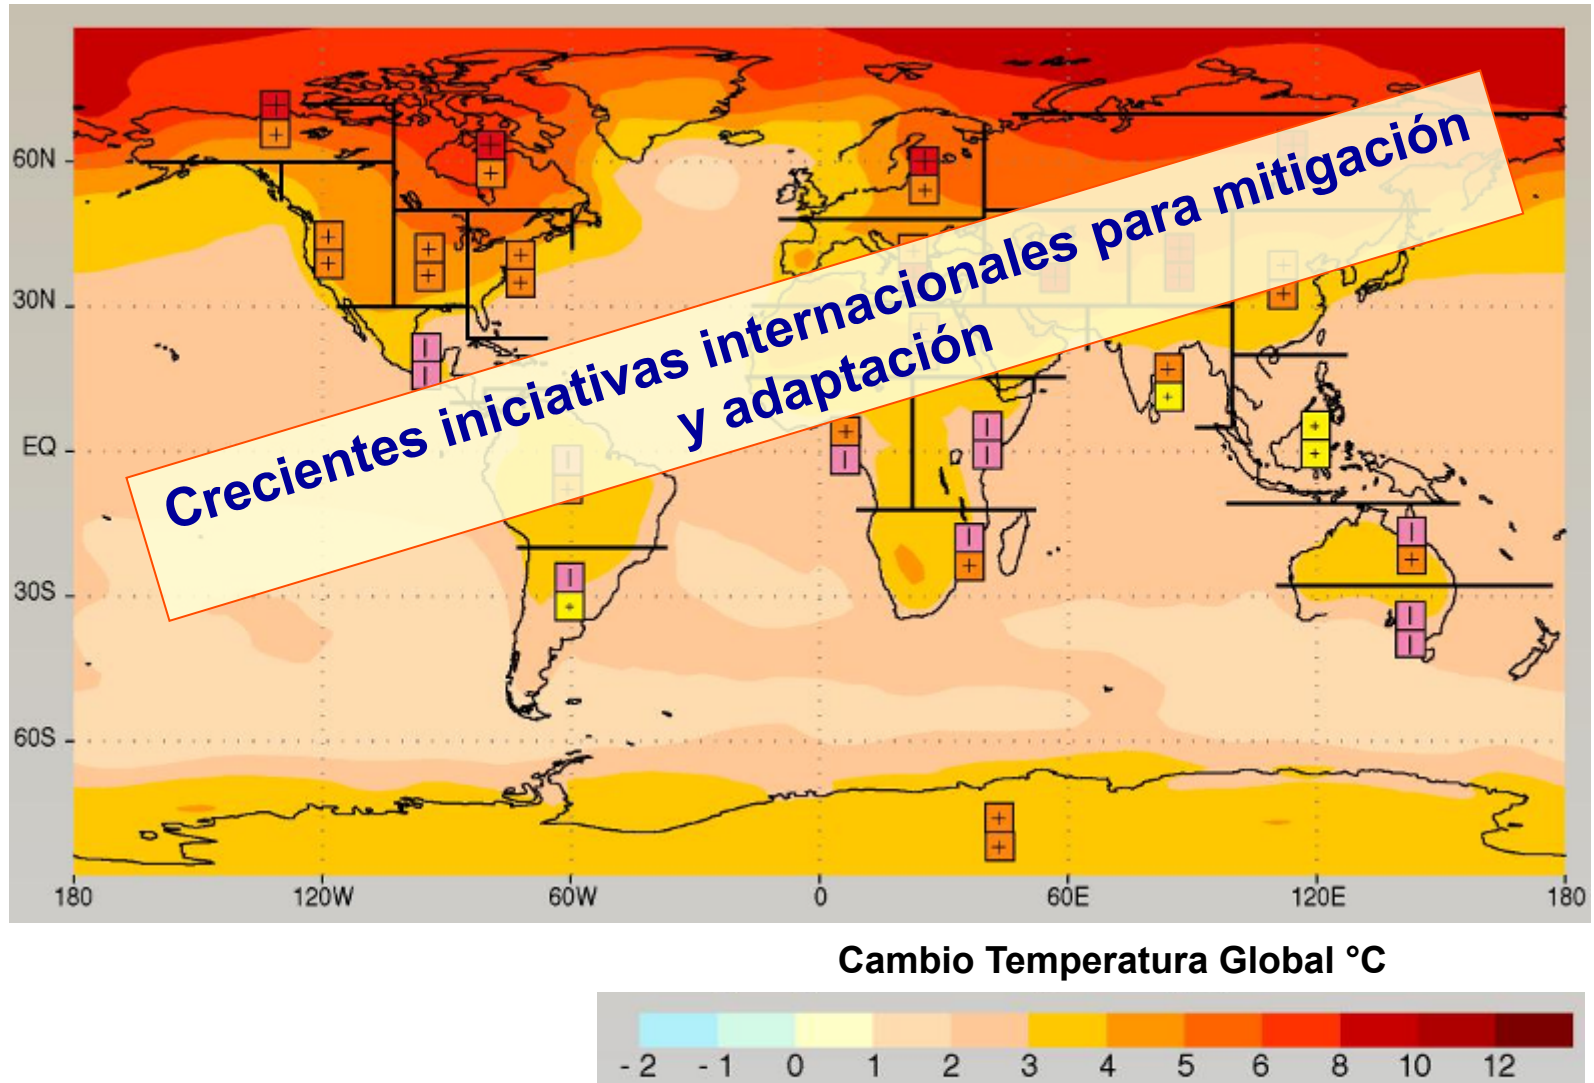 60N
30N
EQ
30S
60S
180 120W 60W 0 60E 120E 180
Crecientes iniciativas internacionales para mitigación
y adaptación
Cambio Temperatura Global °C
- 2 - 1 0 1 2 3 4 5 6 8 10 12